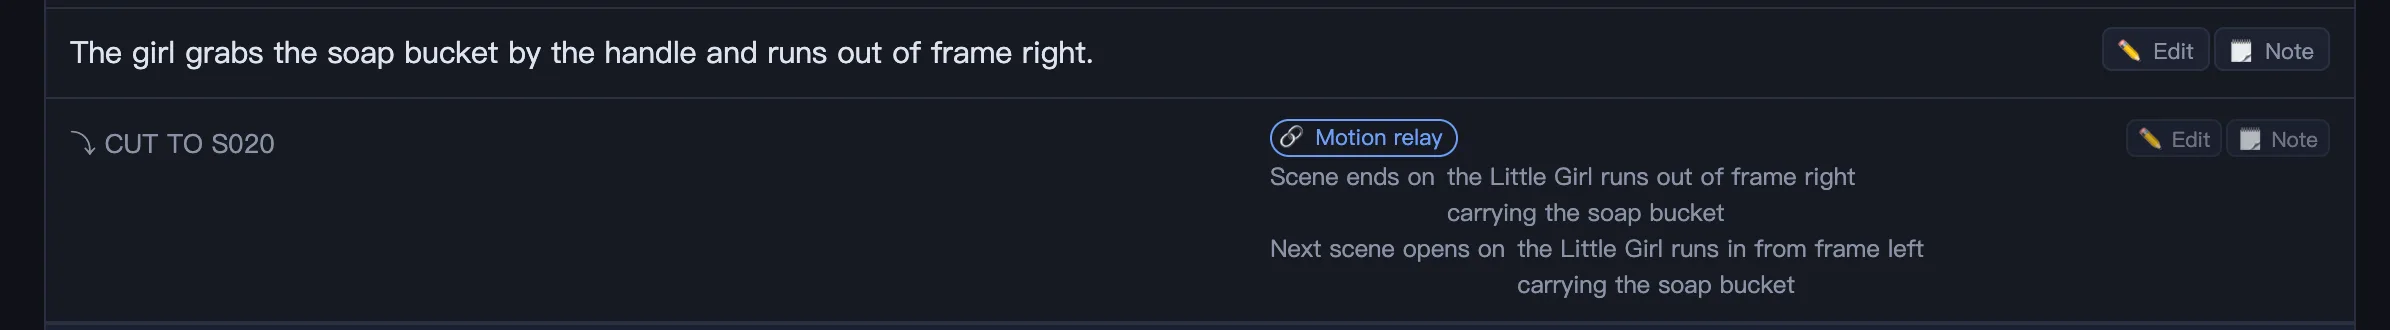 The girl grabs the soap bucket by the handle and runs out of frame right.
✏️ Edit
🗒️ Note
⤵ CUT TO S020
🔗 Motion relay
✏️ Edit
🗒️ Note
Scene ends on the Little Girl runs out of frame right
carrying the soap bucket
Next scene opens on the Little Girl runs in from frame left
carrying the soap bucket